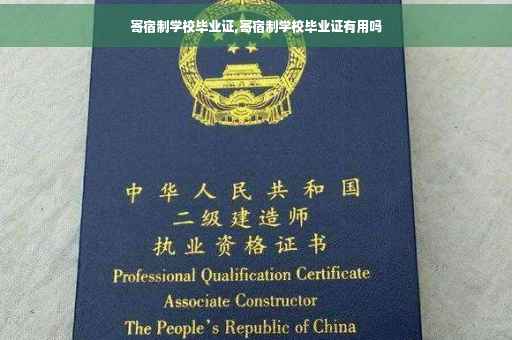 寄宿制学校毕业证,寄宿制学校毕业证有用吗
中华人民共和国
二级建造师
执业资格证书
Professional Qualification Certificate
Associate Constructor
The People's Republic of China